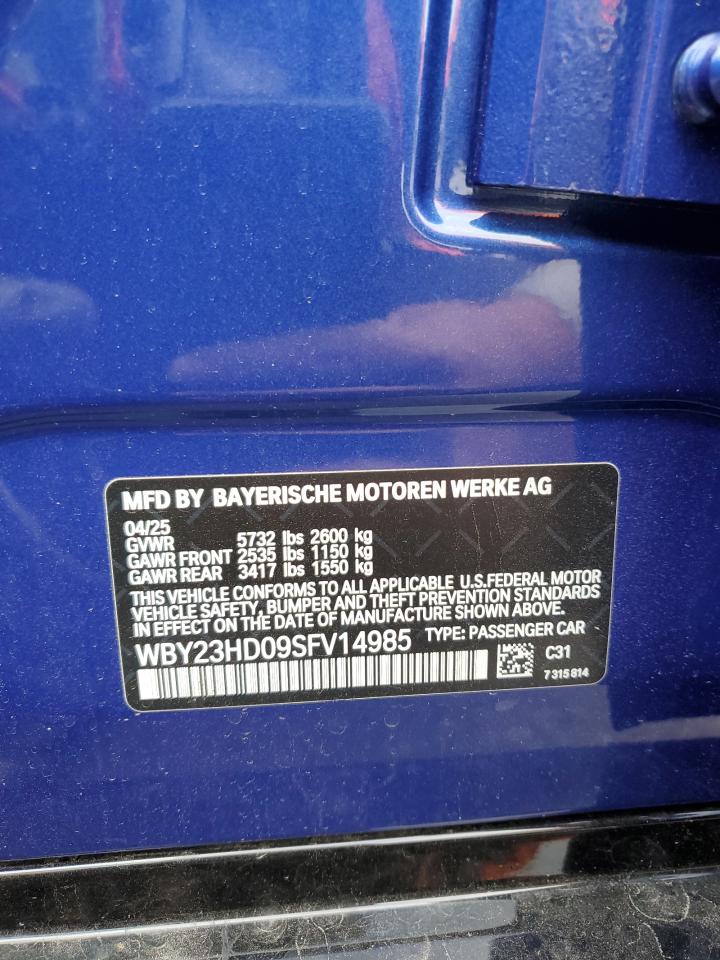 MFD BY BAYERISCHE MOTOREN WERKE AG
04/25
GVWR 5732 lbs 2600 kg
GAWR FRONT 2535 lbs 1150 kg
GAWR REAR 3417 lbs 1550 kg
THIS VEHICLE CONFORMS TO ALL APPLICABLE U.S.FEDERAL MOTOR
VEHICLE SAFETY, BUMPER AND THEFT PREVENTION STANDARDS
IN EFFECT ON THE DATE OF MANUFACTURE SHOWN ABOVE.
WBY23HD09SFV14985 TYPE: PASSENGER CAR
C31
7315814